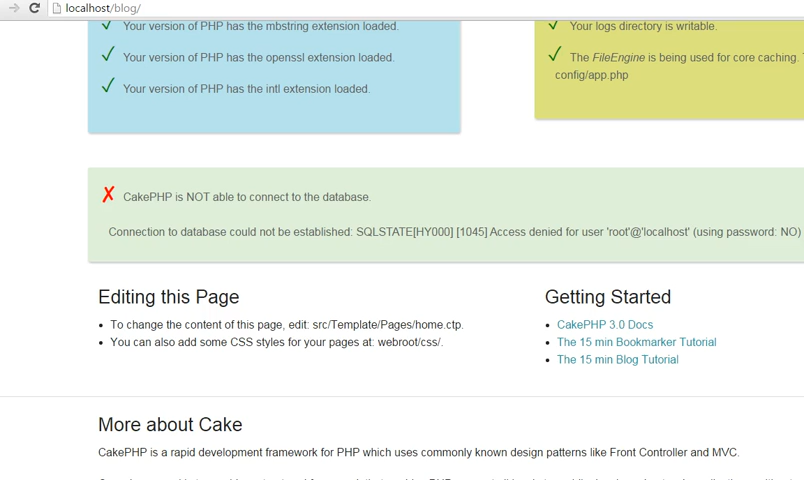 localhost/blog/
Your version of PHP has the mbstring extension loaded.
Your version of PHP has the openssl extension loaded.
Your version of PHP has the intl extension loaded.
Your logs directory is writable.
The FileEngine is being used for core caching.
config/app.php
CakePHP is NOT able to connect to the database.
Connection to database could not be established: SQLSTATE[HY000] [1045] Access denied for user 'root'@'localhost' (using password: NO)
Editing this Page
To change the content of this page, edit: src/Template/Pages/home.ctp.
You can also add some CSS styles for your pages at: webroot/css/.
Getting Started
CakePHP 3.0 Docs
The 15 min Bookmarker Tutorial
The 15 min Blog Tutorial
More about Cake
CakePHP is a rapid development framework for PHP which uses commonly known design patterns like Front Controller and MVC.